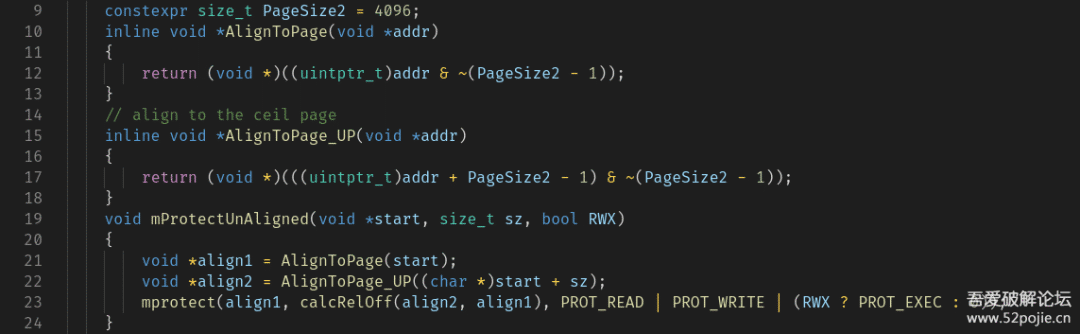 9 constexpr size_t PageSize2 = 4096;
10 inline void *AlignToPage(void *addr)
11 {
12 return (void *)((uintptr_t)addr & ~(PageSize2 - 1));
13 }
14 // align to the ceil page
15 inline void *AlignToPage_UP(void *addr)
16 {
17 return (void *)(((uintptr_t)addr + PageSize2 - 1) & ~(PageSize2 - 1));
18 }
19 void mProtectUnAligned(void *start, size_t sz, bool RWX)
20 {
21 void *align1 = AlignToPage(start);
22 void *align2 = AlignToPage_UP((char *)start + sz);
23 mprotect(align1, calcRelOff(align2, align1), PROT_READ | PROT_WRITE | (RWX ? PROT_EXEC :
24 }
吾爱破解论坛
www.52pojie.cn